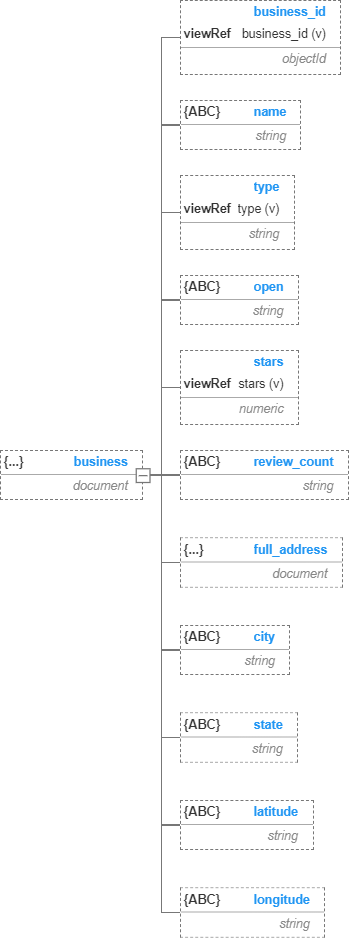 business_id
viewRef business_id (v)
objectId
{ABC} name
string
type
viewRef type (v)
string
{ABC} open
string
stars
viewRef stars (v)
numeric
{...} business
document
{ABC} review_count
string
{...} full_address
document
{ABC} city
string
{ABC} state
string
{ABC} latitude
string
{ABC} longitude
string